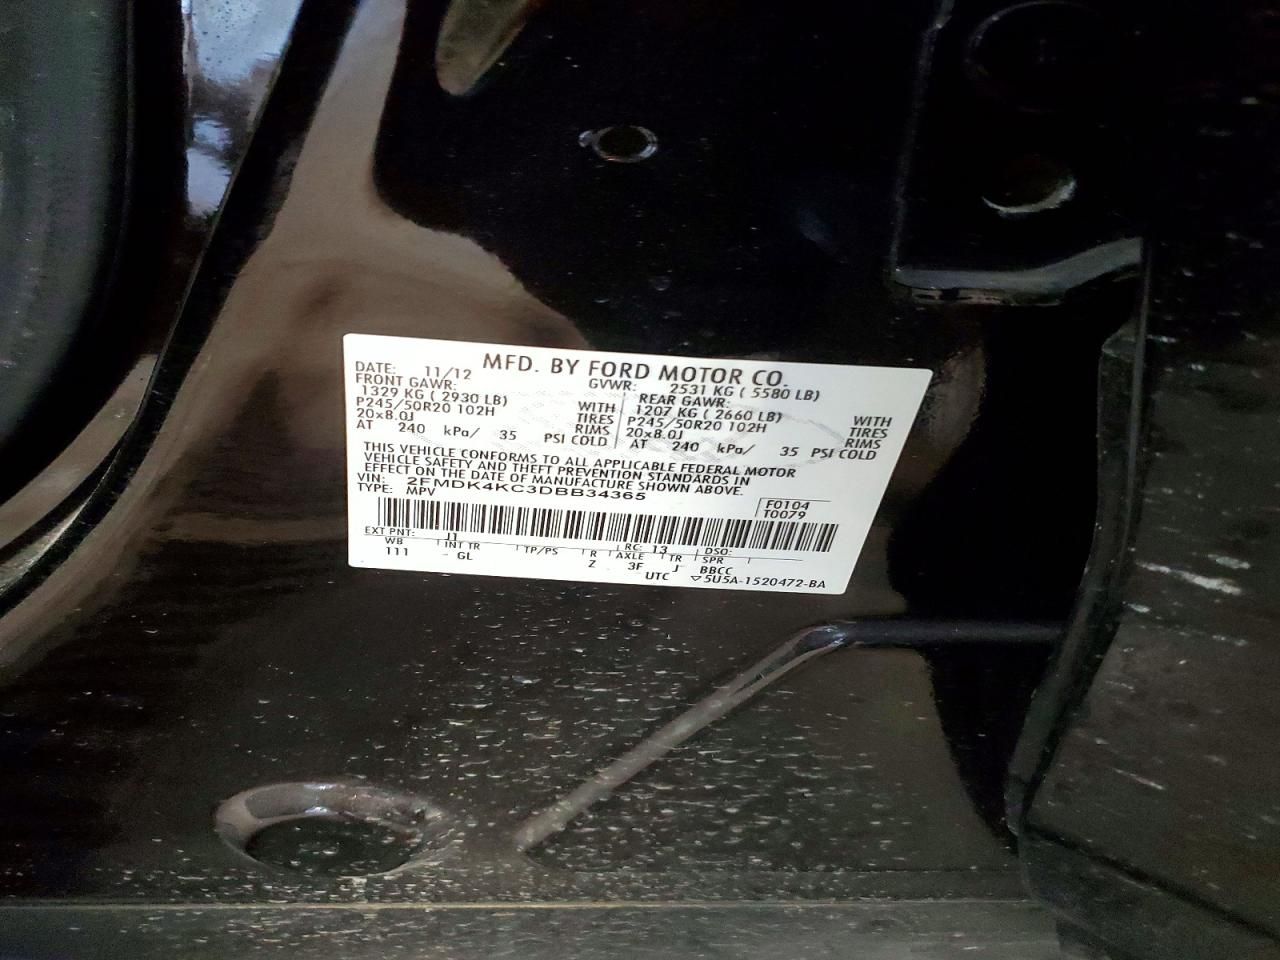 MFD. BY FORD MOTOR CO.
DATE: 11/12 GVWR: 2531 KG ( 5580 LB)
FRONT GAWR: REAR GAWR:
1329 KG ( 2930 LB) WITH 1207 KG ( 2660 LB) WITH
P245/50R20 102H TIRES P245/50R20 102H TIRES
20x8.0J RIMS 20x8.0J RIMS
AT 240 kPa/ 35 PSI COLD AT 240 kPa/ 35 PSI COLD
THIS VEHICLE CONFORMS TO ALL APPLICABLE FEDERAL MOTOR
VEHICLE SAFETY AND THEFT PREVENTION STANDARDS IN
EFFECT ON THE DATE OF MANUFACTURE SHOWN ABOVE.
VIN: 2FMDK4KC3DBB34365
TYPE: MPV F0104
T0079
EXT PNT: J1 RC: 13 DSO:
WB INT TR TP/PS R AXLE TR SPR
111 - GL Z 3F J BBCC
UTC ▽5U5A-1520472-BA